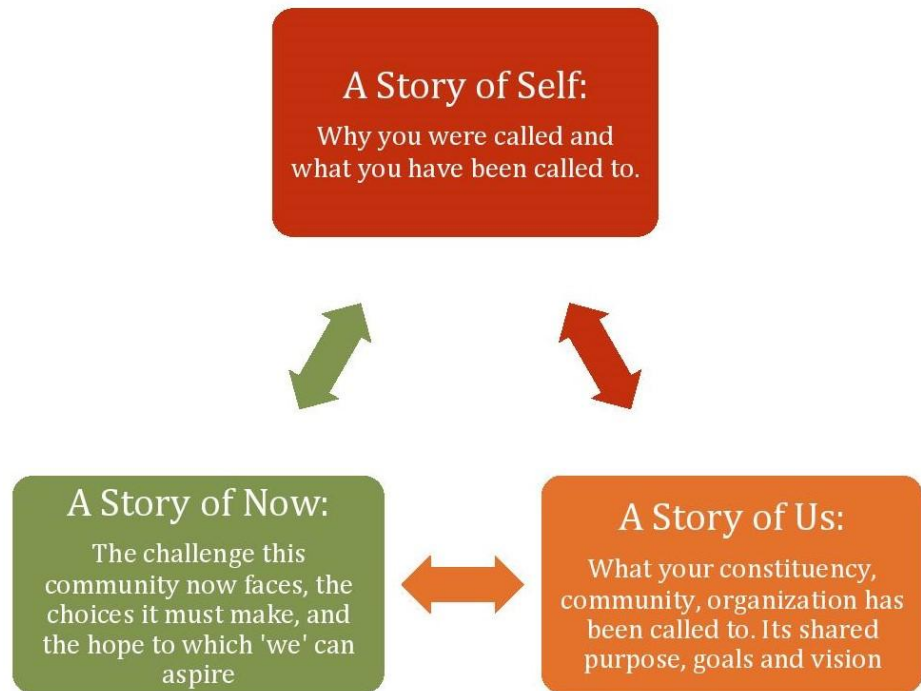 A Story of Self:
Why you were called and
what you have been called to.
A Story of Now:
The challenge this
community now faces, the
choices it must make, and
the hope to which 'we' can
aspire
A Story of Us:
What your constituency,
community, organization has
been called to. Its shared
purpose, goals and vision